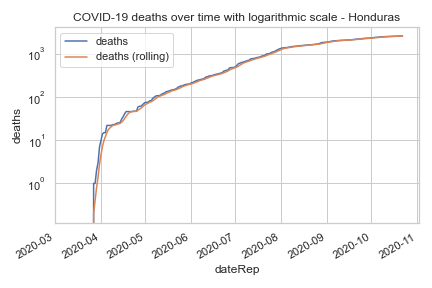 COVID-19 deaths over time with logarithmic scale - Honduras
deaths
deaths (rolling)
10³
10²
10¹
10⁰
deaths
2020-03
2020-04
2020-05
2020-06
2020-07
2020-08
2020-09
2020-10
2020-11
dateRep